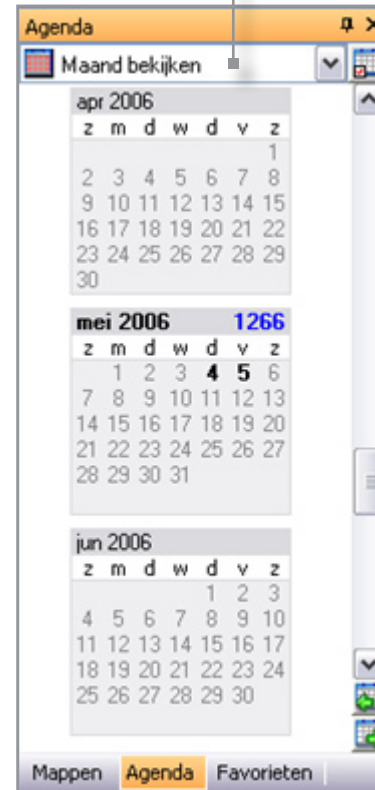 Agenda
Maand bekijken
apr 2006
z m d w d v z
1
2 3 4 5 6 7 8
9 10 11 12 13 14 15
16 17 18 19 20 21 22
23 24 25 26 27 28 29
30
mei 2006 1266
z m d w d v z
1 2 3 4 5 6
7 8 9 10 11 12 13
14 15 16 17 18 19 20
21 22 23 24 25 26 27
28 29 30 31
jun 2006
z m d w d v z
1 2 3
4 5 6 7 8 9 10
11 12 13 14 15 16 17
18 19 20 21 22 23 24
25 26 27 28 29 30
Mappen Agenda Favorieten